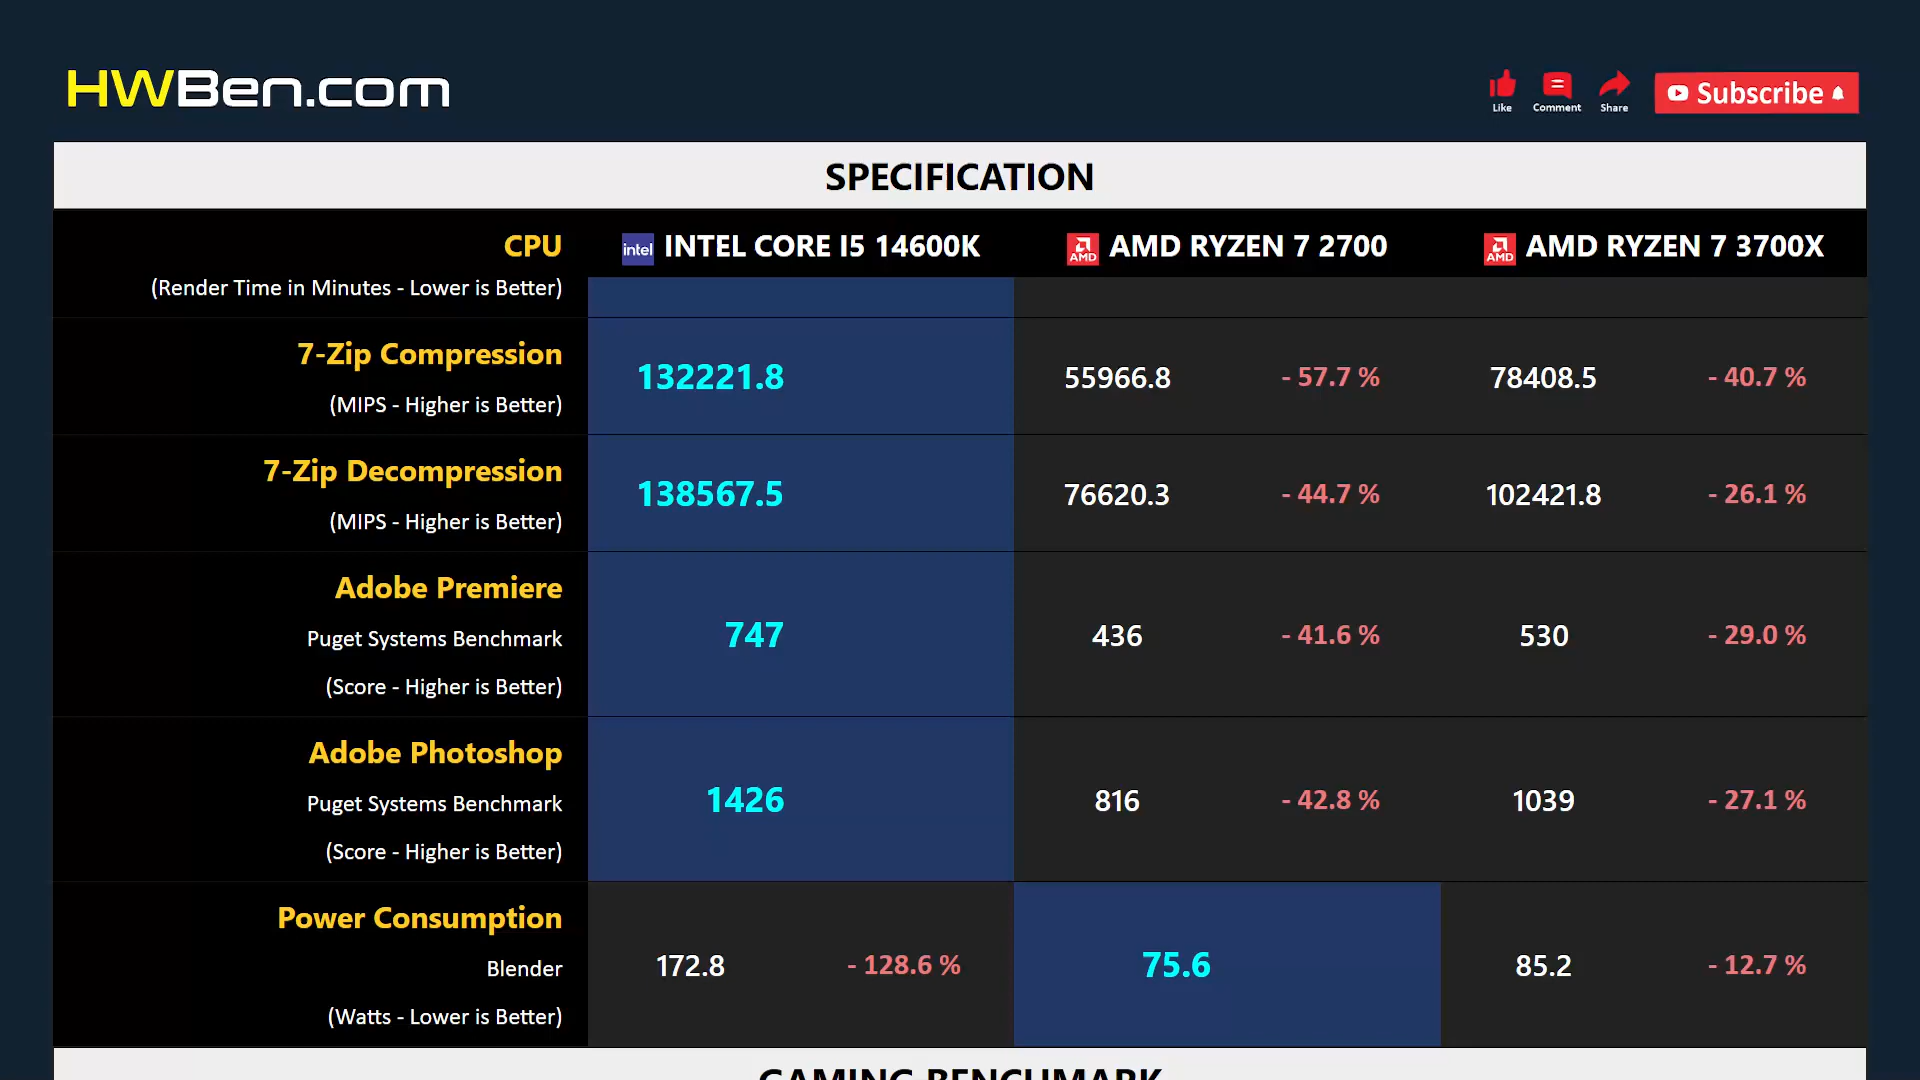 HWBen.com
Like
Comment
Share
Subscribe
SPECIFICATION
CPU
intel INTEL CORE I5 14600K
AMD AMD RYZEN 7 2700
AMD AMD RYZEN 7 3700X
(Render Time in Minutes - Lower is Better)
7-Zip Compression
(MIPS - Higher is Better)
132221.8
55966.8
- 57.7 %
78408.5
- 40.7 %
7-Zip Decompression
(MIPS - Higher is Better)
138567.5
76620.3
- 44.7 %
102421.8
- 26.1 %
Adobe Premiere
Puget Systems Benchmark
(Score - Higher is Better)
747
436
- 41.6 %
530
- 29.0 %
Adobe Photoshop
Puget Systems Benchmark
(Score - Higher is Better)
1426
816
- 42.8 %
1039
- 27.1 %
Power Consumption
Blender
(Watts - Lower is Better)
172.8
- 128.6 %
75.6
85.2
- 12.7 %
GAMING BENCHMARK